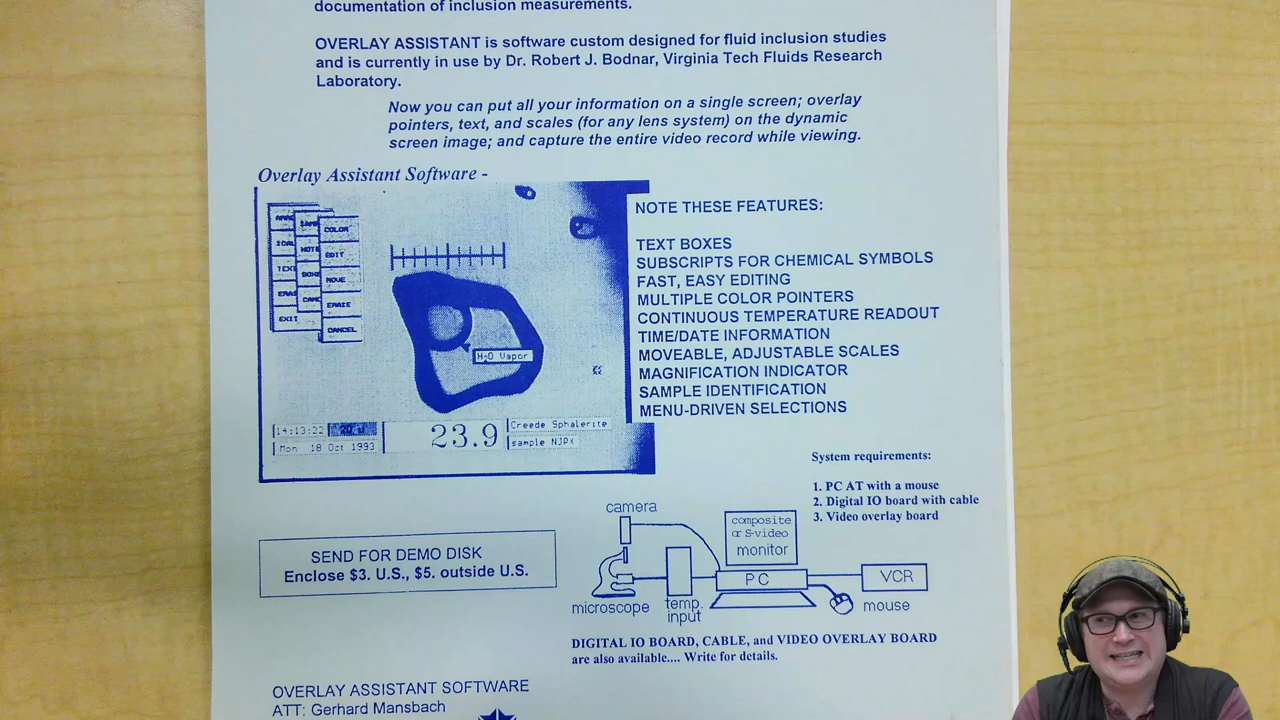 documentation of inclusion measurements.
OVERLAY ASSISTANT is software custom designed for fluid inclusion studies
and is currently in use by Dr. Robert J. Bodnar, Virginia Tech Fluids Research
Laboratory.
Now you can put all your information on a single screen; overlay
pointers, text, and scales (for any lens system) on the dynamic
screen image; and capture the entire video record while viewing.
Overlay Assistant Software -
COLOR
EDIT
MOVE
ERASE
CANCEL
EXIT
H2O Vapor
14:13:22
20 µ
Mon 18 Oct 1993
23.9
Creede Sphalerite
sample NJPX
NOTE THESE FEATURES:
TEXT BOXES
SUBSCRIPTS FOR CHEMICAL SYMBOLS
FAST, EASY EDITING
MULTIPLE COLOR POINTERS
CONTINUOUS TEMPERATURE READOUT
TIME/DATE INFORMATION
MOVEABLE, ADJUSTABLE SCALES
MAGNIFICATION INDICATOR
SAMPLE IDENTIFICATION
MENU-DRIVEN SELECTIONS
System requirements:
1. PC AT with a mouse
2. Digital IO board with cable
3. Video overlay board
SEND FOR DEMO DISK
Enclose $3. U.S., $5. outside U.S.
camera
composite
or S-video
monitor
PC
VCR
microscope
temp.
input
mouse
DIGITAL IO BOARD, CABLE, and VIDEO OVERLAY BOARD
are also available.... Write for details.
OVERLAY ASSISTANT SOFTWARE
ATT: Gerhard Mansbach